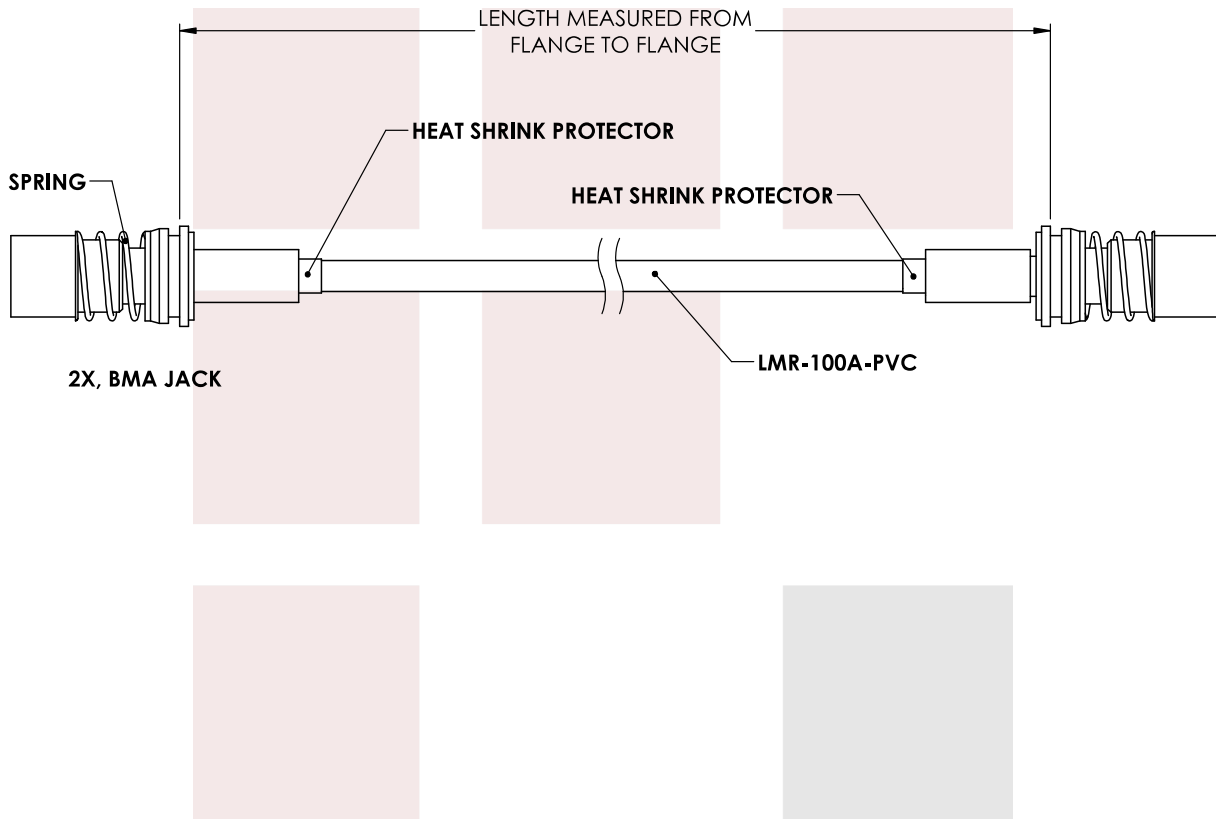 LENGTH MEASURED FROM
FLANGE TO FLANGE
HEAT SHRINK PROTECTOR
SPRING
HEAT SHRINK PROTECTOR
LMR-100A-PVC
2X, BMA JACK